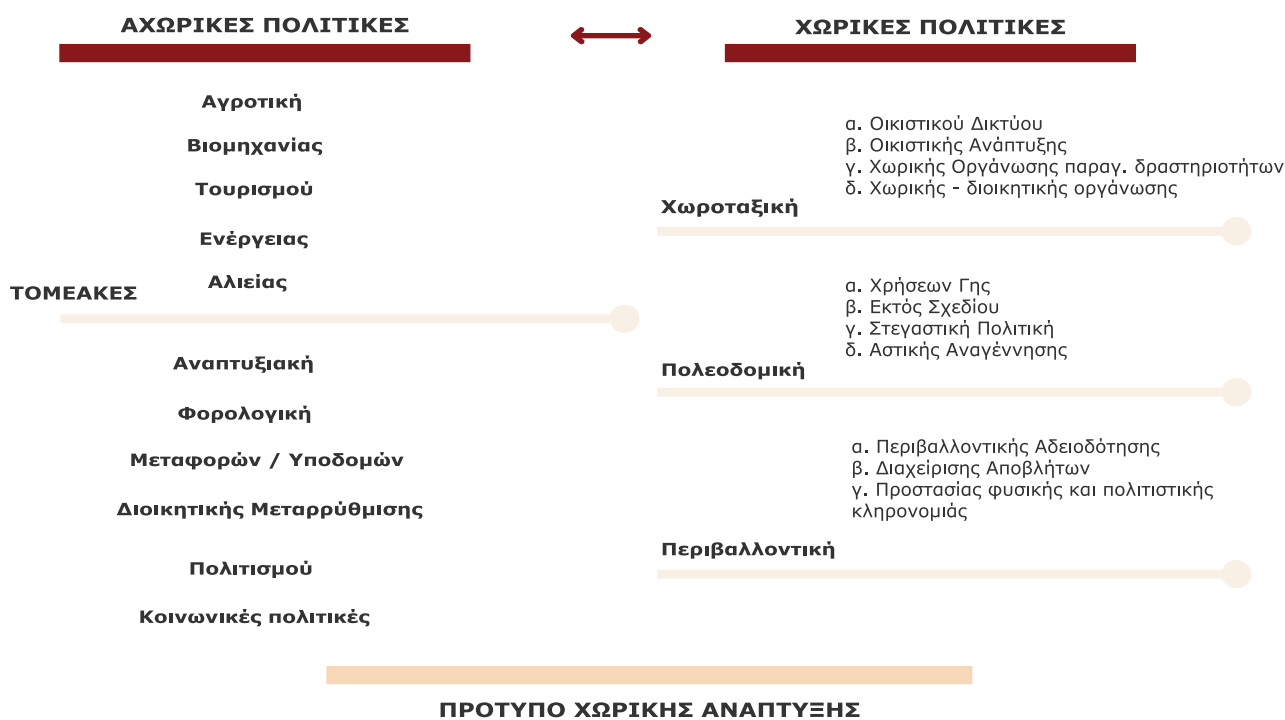 ΑΧΩΡΙΚΕΣ ΠΟΛΙΤΙΚΕΣ
Αγροτική
Βιομηχανίας
Τουρισμού
Ενέργειας
Αλιείας
ΤΟΜΕΑΚΕΣ
Αναπτυξιακή
Φορολογική
Μεταφορών / Υποδομών
Διοικητικής Μεταρρύθμισης
Πολιτισμού
Κοινωνικές πολιτικές
ΧΩΡΙΚΕΣ ΠΟΛΙΤΙΚΕΣ
α. Οικιστικού Δικτύου
β. Οικιστικής Ανάπτυξης
γ. Χωρικής Οργάνωσης παραγ. δραστηριοτήτων
δ. Χωρικής - διοικητικής οργάνωσης
Χωροταξική
α. Χρήσεων Γης
β. Εκτός Σχεδίου
γ. Στεγαστική Πολιτική
δ. Αστικής Αναγέννησης
Πολεοδομική
α. Περιβαλλοντικής Αδειοδότησης
β. Διαχείρισης Αποβλήτων
γ. Προστασίας φυσικής και πολιτιστικής
κληρονομιάς
Περιβαλλοντική
ΠΡΟΤΥΠΟ ΧΩΡΙΚΗΣ ΑΝΑΠΤΥΞΗΣ